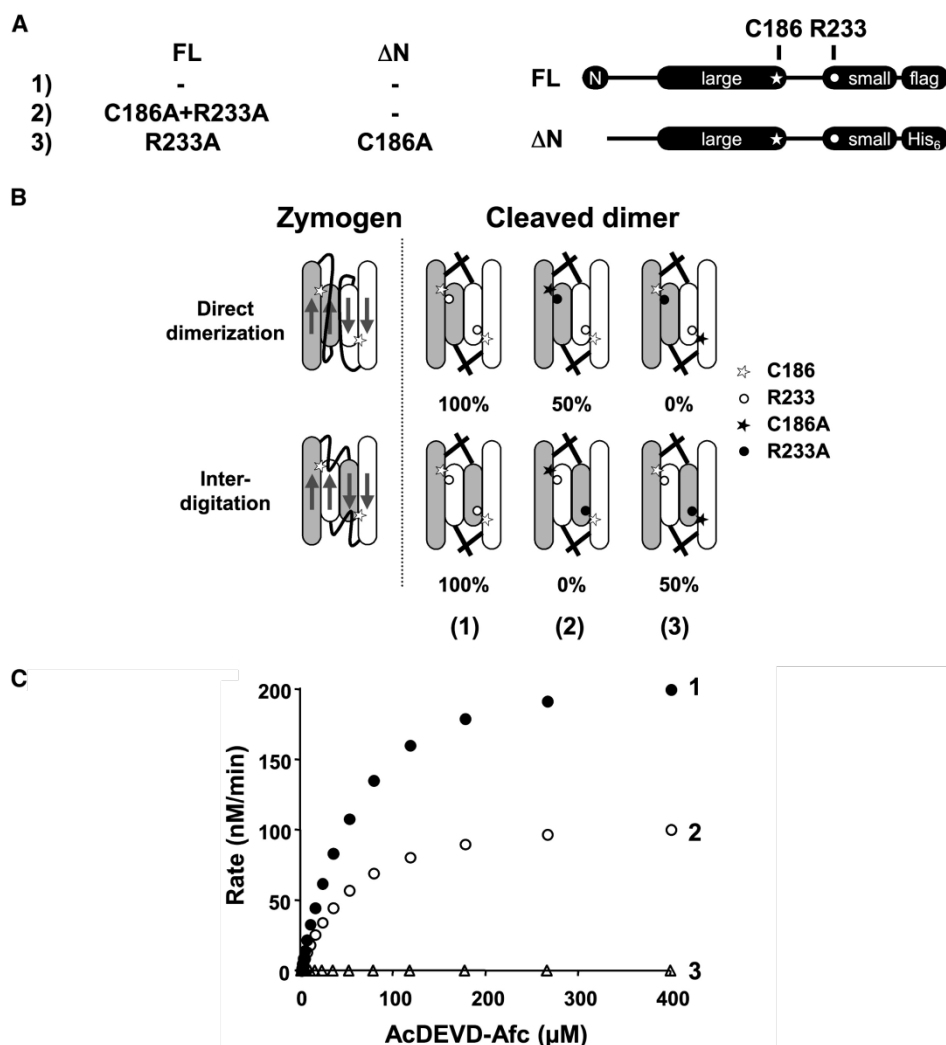 A
FL ΔN
1) - -
2) C186A+R233A -
3) R233A C186A
C186 R233
FL N large small flag
ΔN large small His6
B
Zymogen Cleaved dimer
Direct
dimerization
100% 50% 0%
C186
R233
C186A
R233A
Inter-
digitation
100% 0% 50%
(1) (2) (3)
C
Rate (nM/min)
200
150
100
50
0
1
2
3
0 100 200 300 400
AcDEVD-Afc (µM)